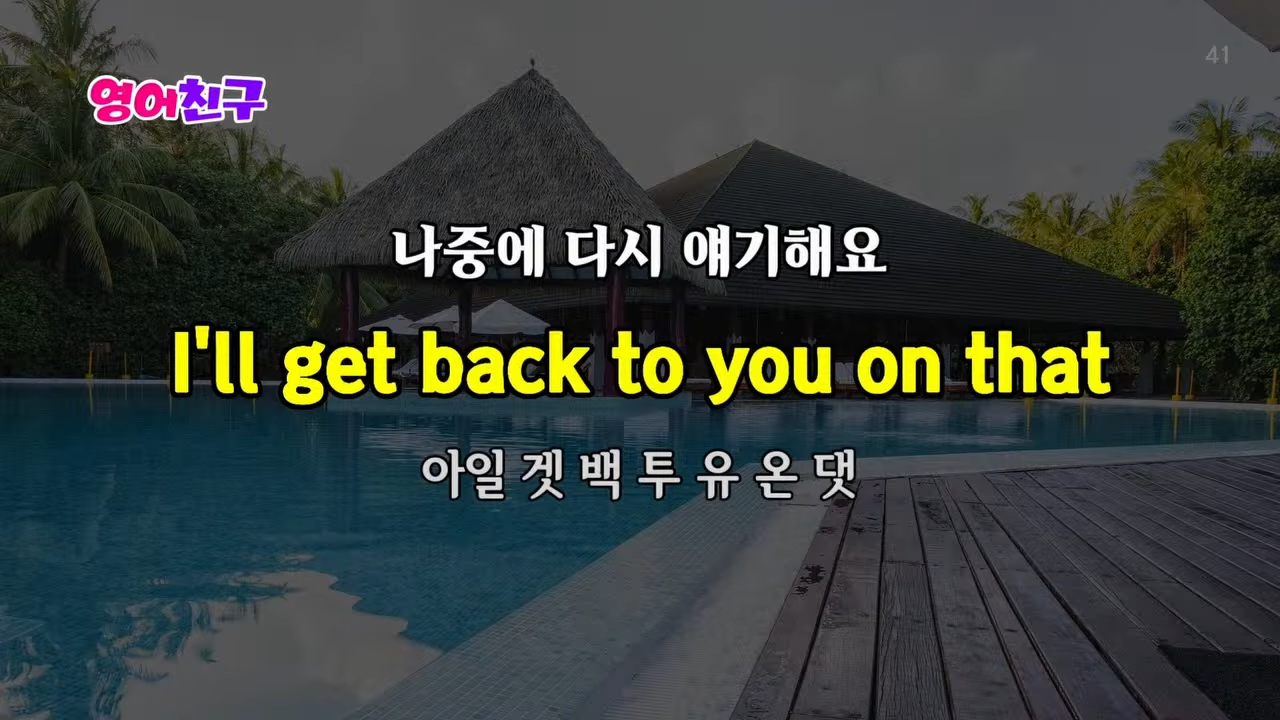 41
영어친구
나중에 다시 얘기해요
I'll get back to you on that
아일 겟 백 투 유 온 댓